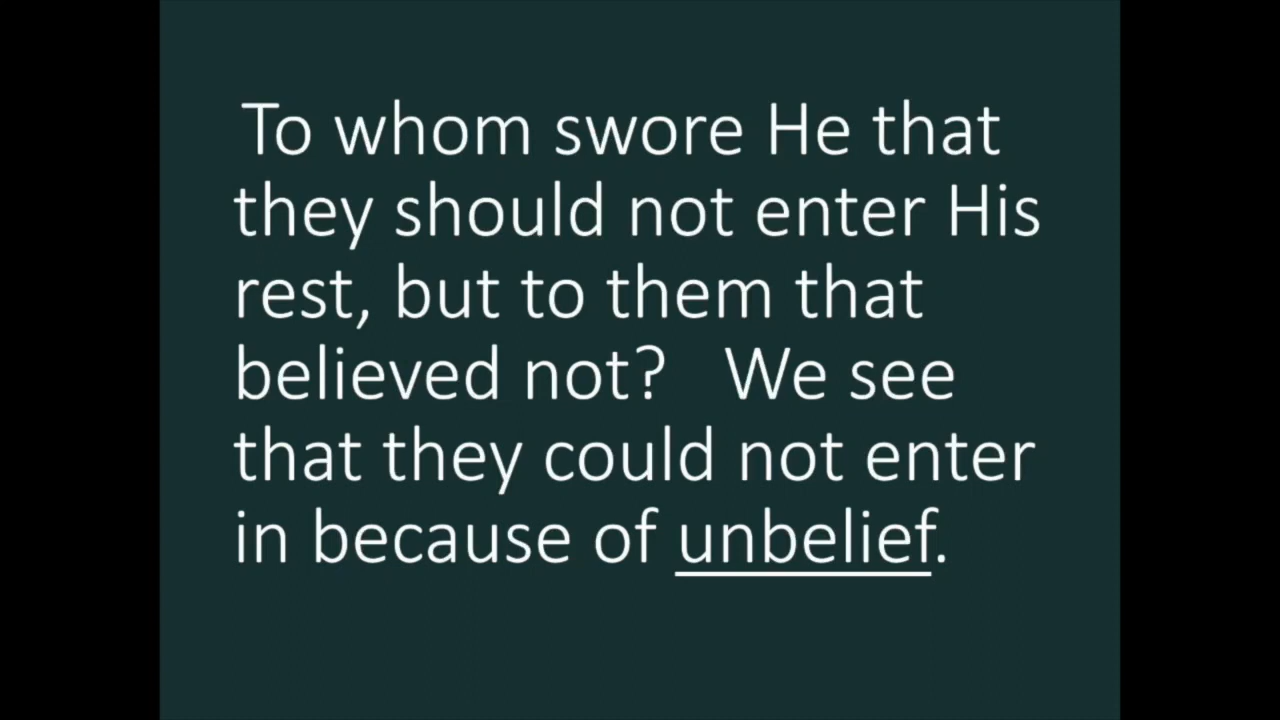 To whom swore He that
they should not enter His
rest, but to them that
believed not?   We see
that they could not enter
in because of unbelief.